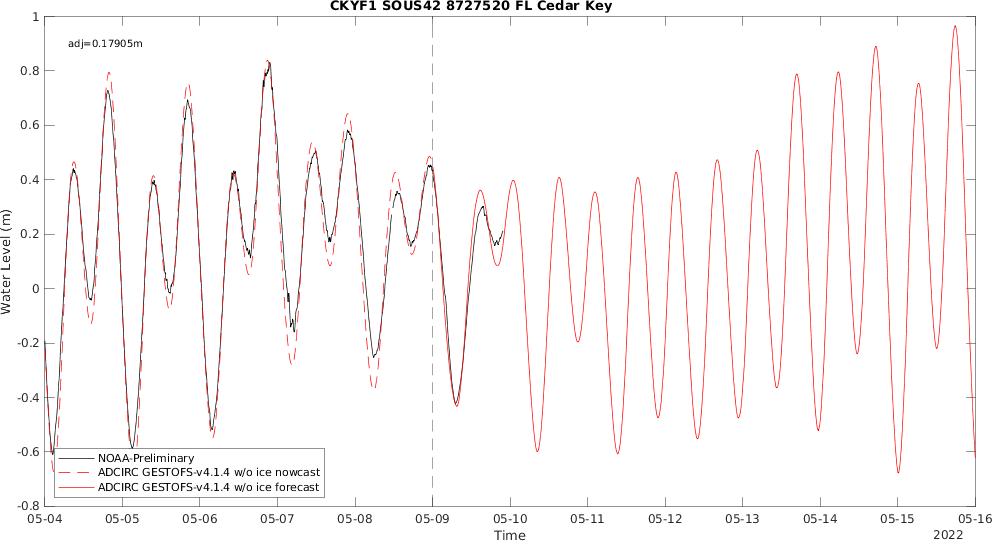 CKYF1 SOUS42 8727520 FL Cedar Key
adj=0.17905m
1
0.8
0.6
0.4
0.2
0
-0.2
-0.4
-0.6
-0.8
Water Level (m)
NOAA-Preliminary
ADCIRC GESTOFS-v4.1.4 w/o ice nowcast
ADCIRC GESTOFS-v4.1.4 w/o ice forecast
05-04 05-05 05-06 05-07 05-08 05-09 05-10 05-11 05-12 05-13 05-14 05-15 05-16
Time
2022